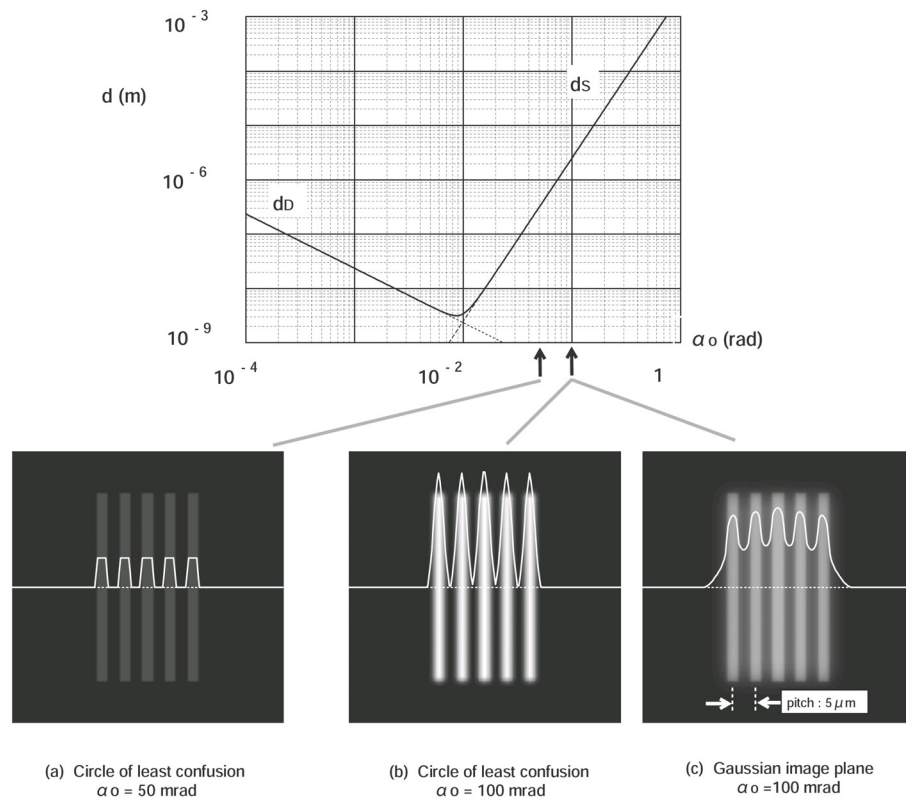 10 -3
d (m)
dS
10 -6
dD
10 -9
α o (rad)
10 -4
10 -2
1
pitch : 5 μ m
(a) Circle of least confusion
α o = 50 mrad
(b) Circle of least confusion
α o = 100 mrad
(c) Gaussian image plane
α o =100 mrad